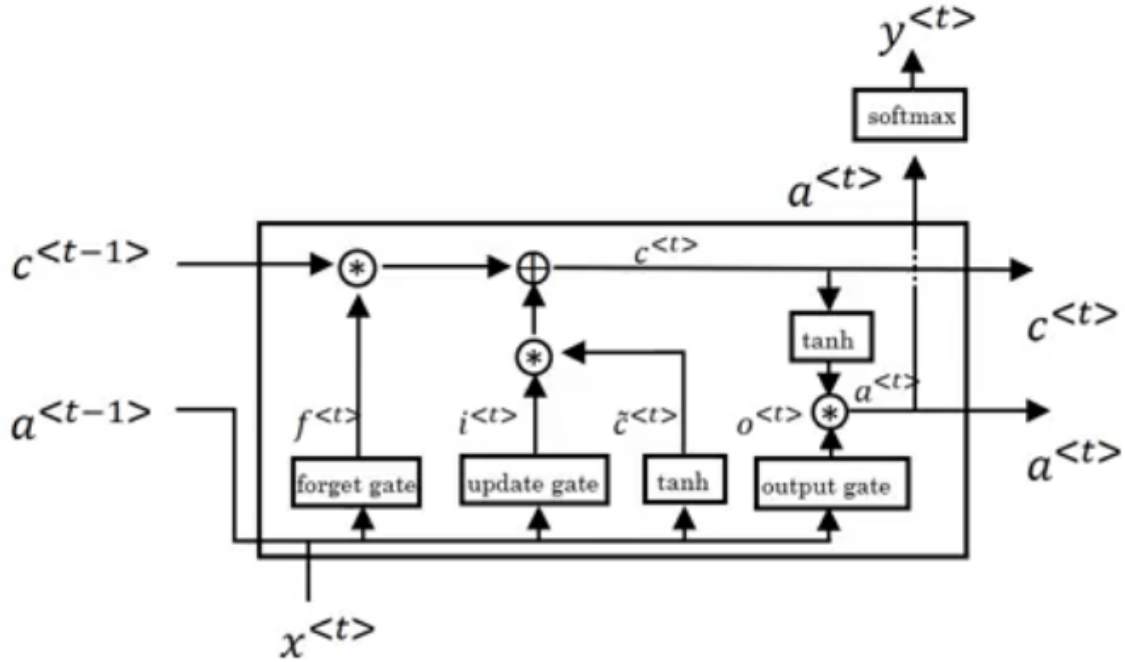 y<t>
softmax
a<t>
c<t-1>
c<t>
*
c<t>
tanh
*
a<t-1>
f<t>
i<t>
c̃<t>
o<t>
*
a<t>
a<t>
forget gate
update gate
tanh
output gate
x<t>